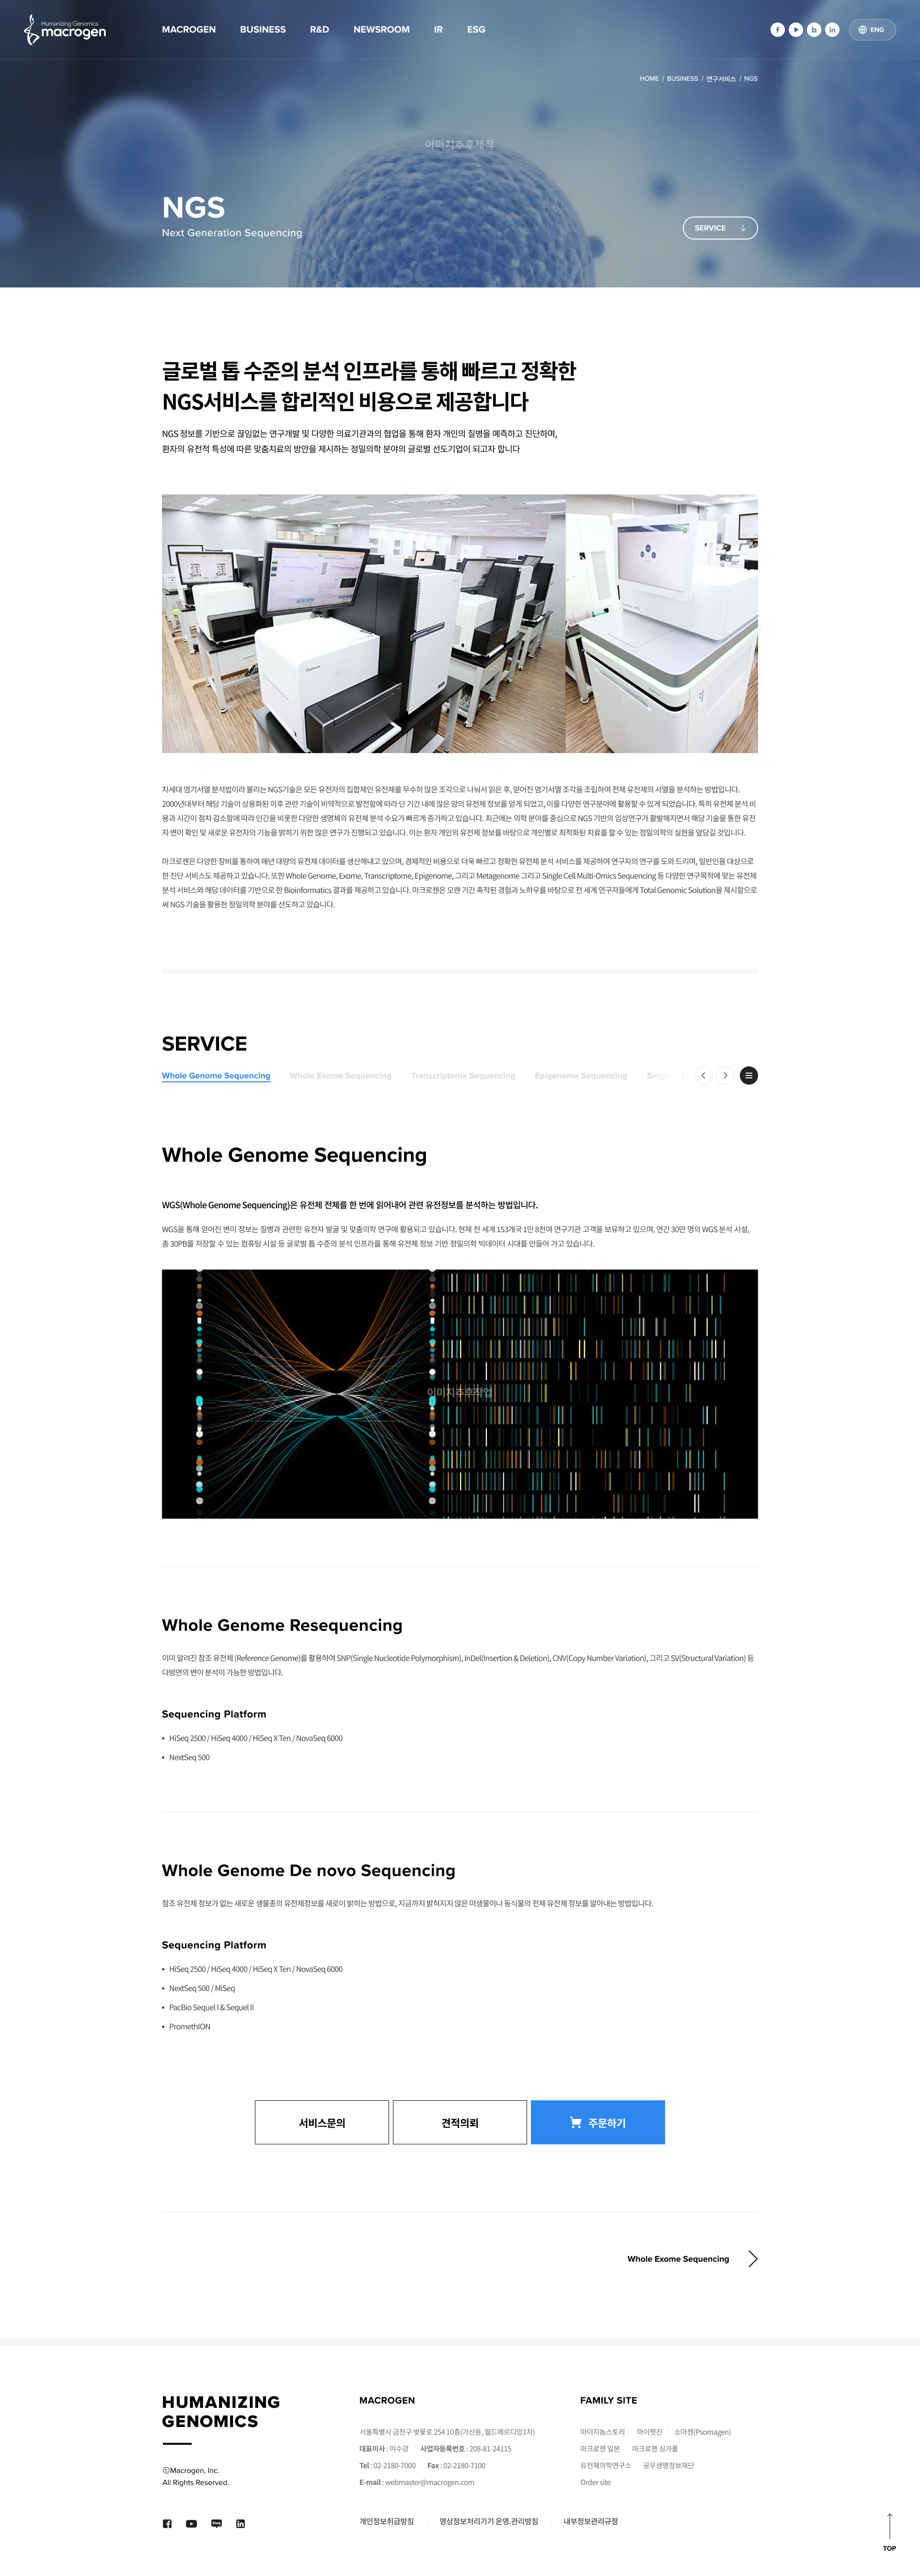 Humanizing Genomics
macrogen
MACROGEN BUSINESS R&D NEWSROOM IR ESG
ENG
HOME / BUSINESS / 연구서비스 / NGS
이미지추후제작
NGS
Next Generation Sequencing
SERVICE
글로벌 톱 수준의 분석 인프라를 통해 빠르고 정확한
NGS서비스를 합리적인 비용으로 제공합니다
NGS 정보를 기반으로 끊임없는 연구개발 및 다양한 의료기관과의 협업을 통해 환자 개인의 질병을 예측하고 진단하며,
환자의 유전적 특성에 따른 맞춤치료의 방안을 제시하는 정밀의학 분야의 글로벌 선도기업이 되고자 합니다
차세대 염기서열 분석법이라 불리는 NGS기술은 모든 유전자의 집합체인 유전체를 무수히 많은 조각으로 나눠서 읽은 후, 얻어진 염기서열 조각을 조립하여 전체 유전체의 서열을 분석하는 방법입니다.
2000년대부터 해당 기술이 상용화된 이후 관련 기술이 비약적으로 발전함에 따라 단 기간 내에 많은 양의 유전체 정보를 얻게 되었고, 이를 다양한 연구분야에 활용할 수 있게 되었습니다. 특히 유전체 분석 비
용과 시간이 점차 감소함에 따라 인간을 비롯한 다양한 생명체의 유전체 분석 수요가 빠르게 증가하고 있습니다. 최근에는 의학 분야를 중심으로 NGS 기반의 임상연구가 활발해지면서 해당 기술을 통한 유전
자 변이 확인 및 새로운 유전자의 기능을 밝히기 위한 많은 연구가 진행되고 있습니다. 이는 환자 개인의 유전체 정보를 바탕으로 개인별로 최적화된 치료를 할 수 있는 정밀의학의 실현을 앞당길 것입니다.
마크로젠은 다양한 장비를 통하여 매년 대량의 유전체 데이터를 생산해내고 있으며, 경제적인 비용으로 더욱 빠르고 정확한 유전체 분석 서비스를 제공하여 연구자의 연구를 도와 드리며, 일반인을 대상으로
한 진단 서비스도 제공하고 있습니다. 또한 Whole Genome, Exome, Transcriptome, Epigenome, 그리고 Metagenome 그리고 Single Cell Multi-Omics Sequencing 등 다양한 연구목적에 맞는 유전체
분석 서비스와 해당 데이터를 기반으로 한 Bioinformatics 결과를 제공하고 있습니다. 마크로젠은 오랜 기간 축적된 경험과 노하우를 바탕으로 전 세계 연구자들에게 Total Genomic Solution을 제시함으로
써 NGS 기술을 활용한 정밀의학 분야를 선도하고 있습니다.
SERVICE
Whole Genome Sequencing Whole Exome Sequencing Transcriptome Sequencing Epigenome Sequencing Sing
Whole Genome Sequencing
WGS(Whole Genome Sequencing)은 유전체 전체를 한 번에 읽어내어 관련 유전정보를 분석하는 방법입니다.
WGS을 통해 얻어진 변이 정보는 질병과 관련한 유전자 발굴 및 맞춤의학 연구에 활용되고 있습니다. 현재 전 세계 153개국 1만 8천여 연구기관 고객을 보유하고 있으며, 연간 30만 명의 WGS 분석 시설,
총 30PB를 저장할 수 있는 컴퓨팅 시설 등 글로벌 톱 수준의 분석 인프라를 통해 유전체 정보 기반 정밀의학 빅데이터 시대를 만들어 가고 있습니다.
이미지추후작업
Whole Genome Resequencing
이미 알려진 참조 유전체 (Reference Genome)를 활용하여 SNP(Single Nucleotide Polymorphism), InDel(Insertion & Deletion), CNV(Copy Number Variation), 그리고 SV(Structural Variation) 등
다방면의 변이 분석이 가능한 방법입니다.
Sequencing Platform
• HiSeq 2500 / HiSeq 4000 / HiSeq X Ten / NovaSeq 6000
• NextSeq 500
Whole Genome De novo Sequencing
참조 유전체 정보가 없는 새로운 생물종의 유전체정보를 새로이 밝히는 방법으로, 지금까지 밝혀지지 않은 미생물이나 동식물의 전체 유전체 정보를 알아내는 방법입니다.
Sequencing Platform
• HiSeq 2500 / HiSeq 4000 / HiSeq X Ten / NovaSeq 6000
• NextSeq 500 / MiSeq
• PacBio Sequel I & Sequel II
• PromethION
서비스문의 견적의뢰 주문하기
Whole Exome Sequencing
HUMANIZING
GENOMICS
©Macrogen, Inc.
All Rights Reserved.
MACROGEN
서울특별시 금천구 벚꽃로 254 10층(가산동, 월드메르디앙1차)
대표이사 : 이수강 사업자등록번호 : 208-81-24115
Tel : 02-2180-7000 Fax : 02-2180-7100
E-mail : webmaster@macrogen.com
개인정보취급방침 영상정보처리기기 운영.관리방침 내부정보관리규정
FAMILY SITE
마이지놈스토리 마이펫진 소마젠(Psomagen)
마크로젠 일본 마크로젠 싱가폴
유전체의학연구소 공우생명정보재단
Order site
TOP